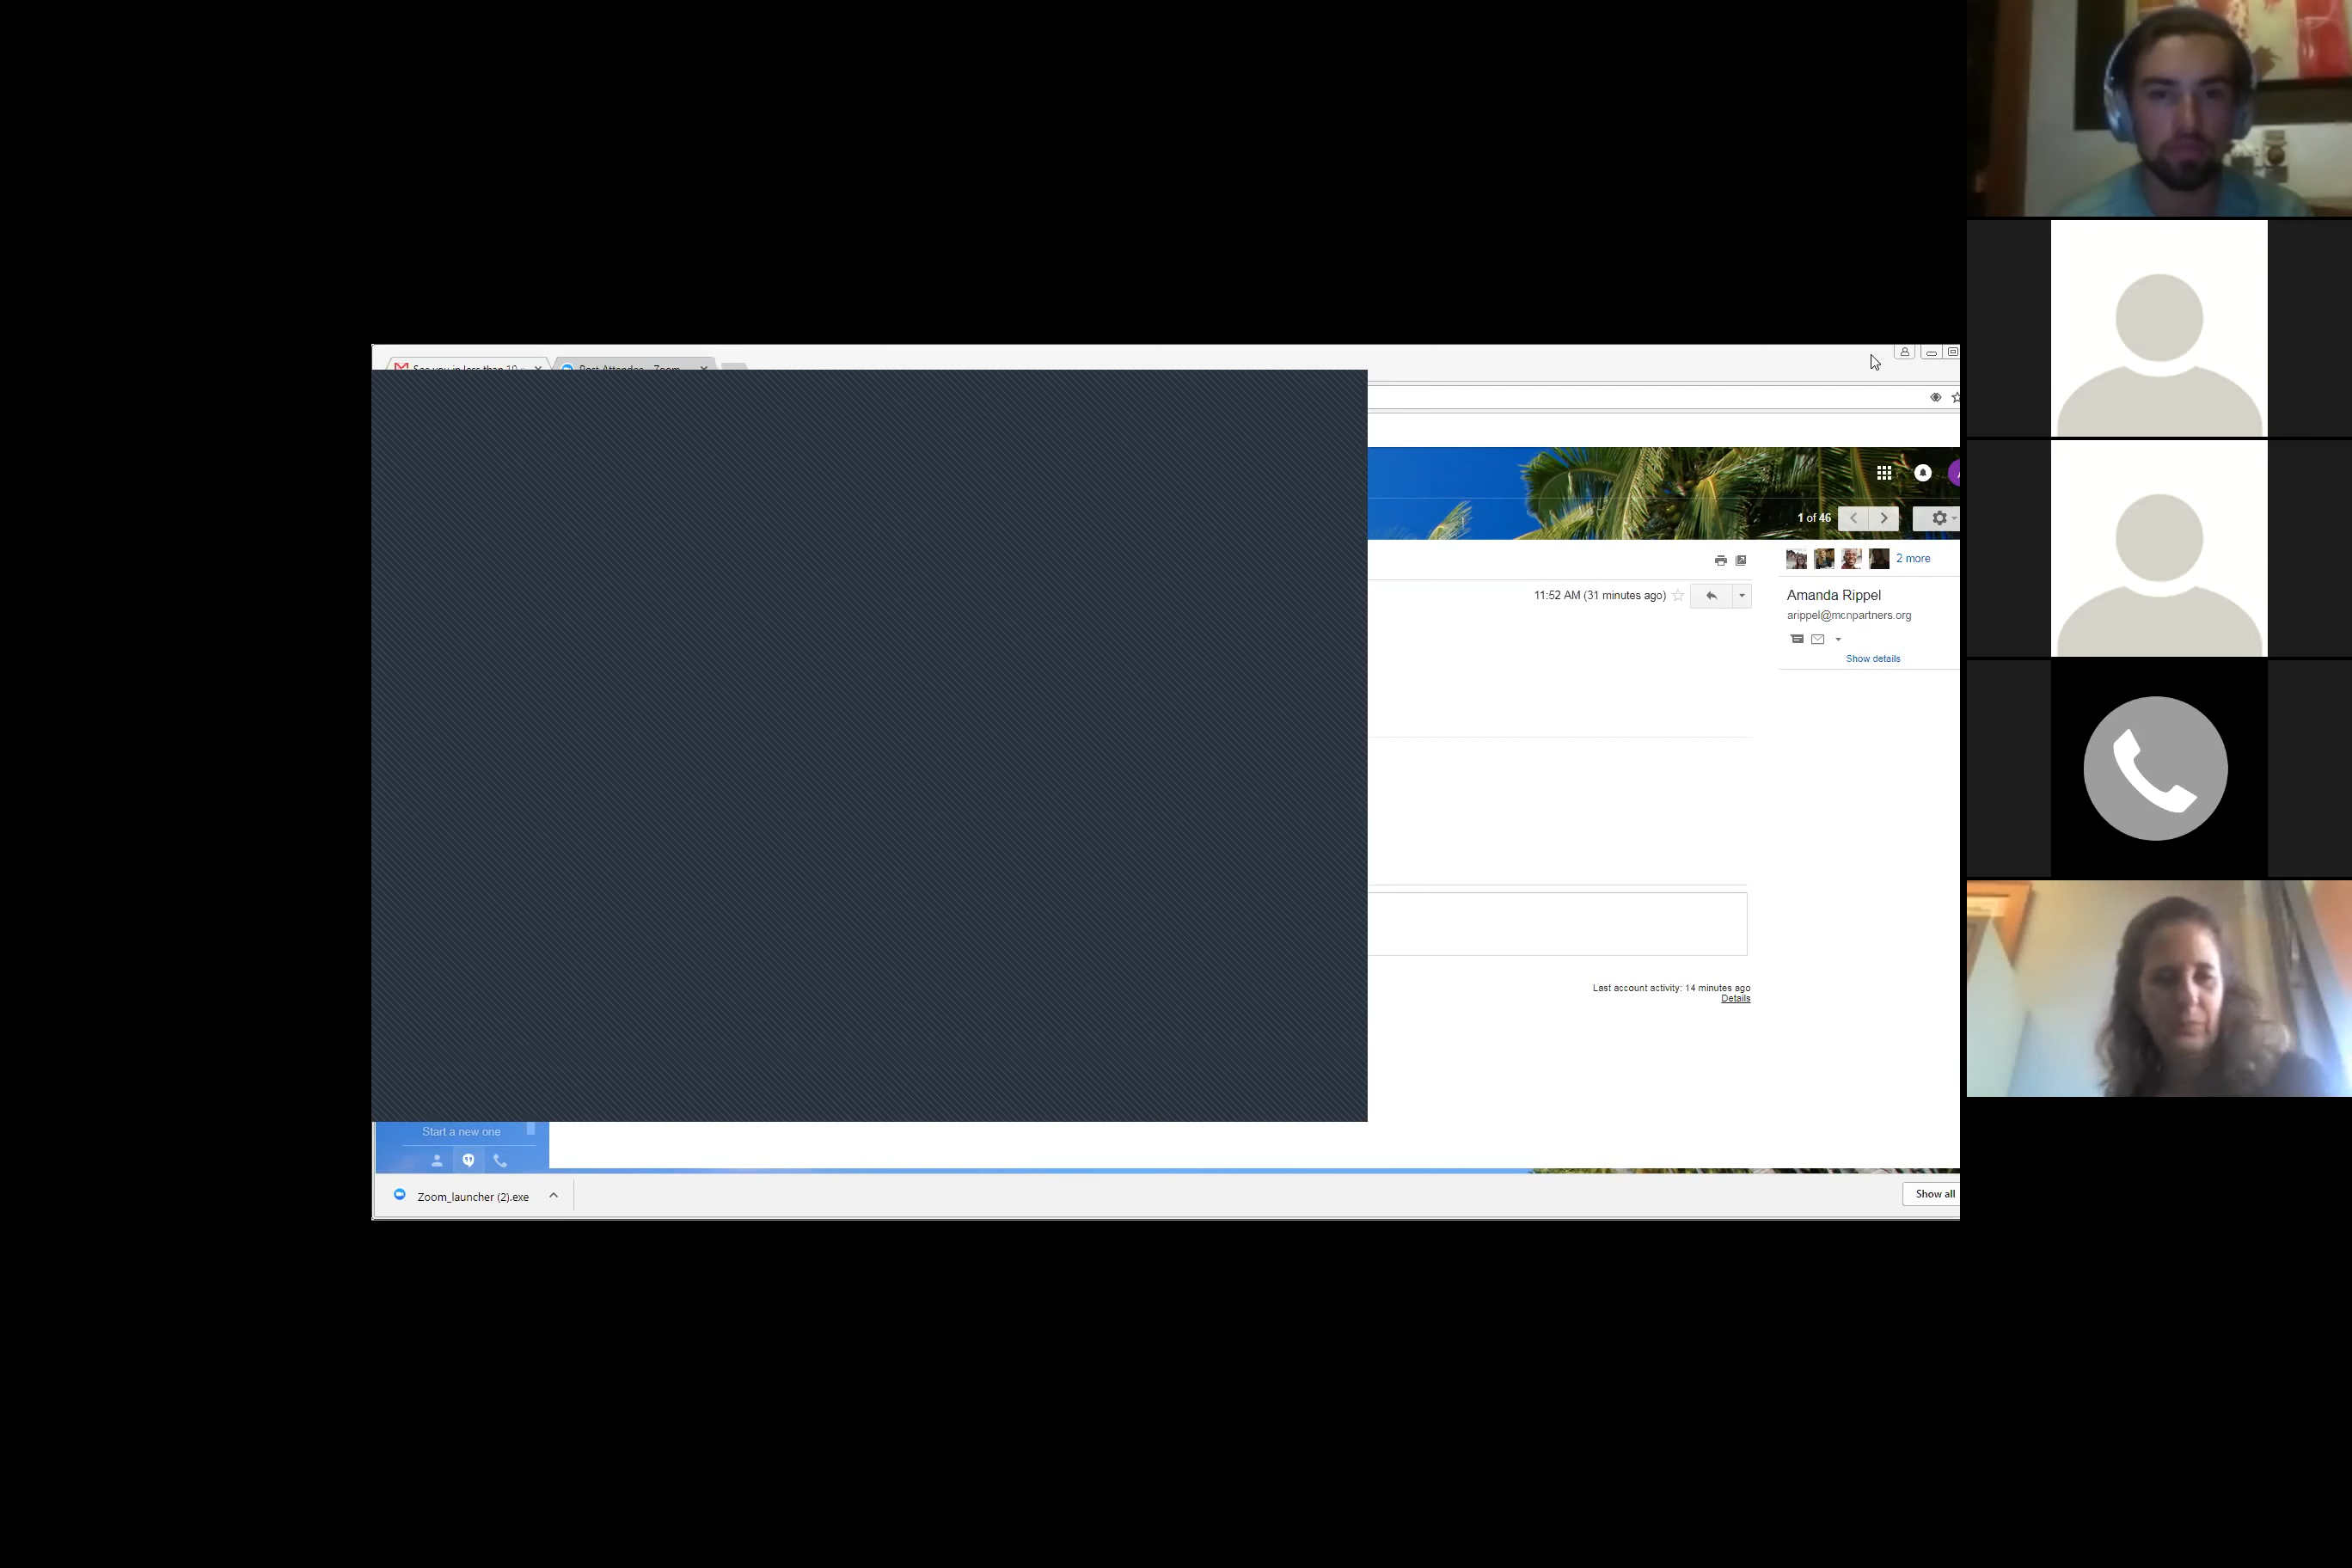 1 of 46
2 more
11:52 AM (31 minutes ago)
Amanda Rippel
arippel@mcnpartners.org
Show details
Last account activity: 14 minutes ago
Details
Start a new one
Zoom_launcher (2).exe
Show all